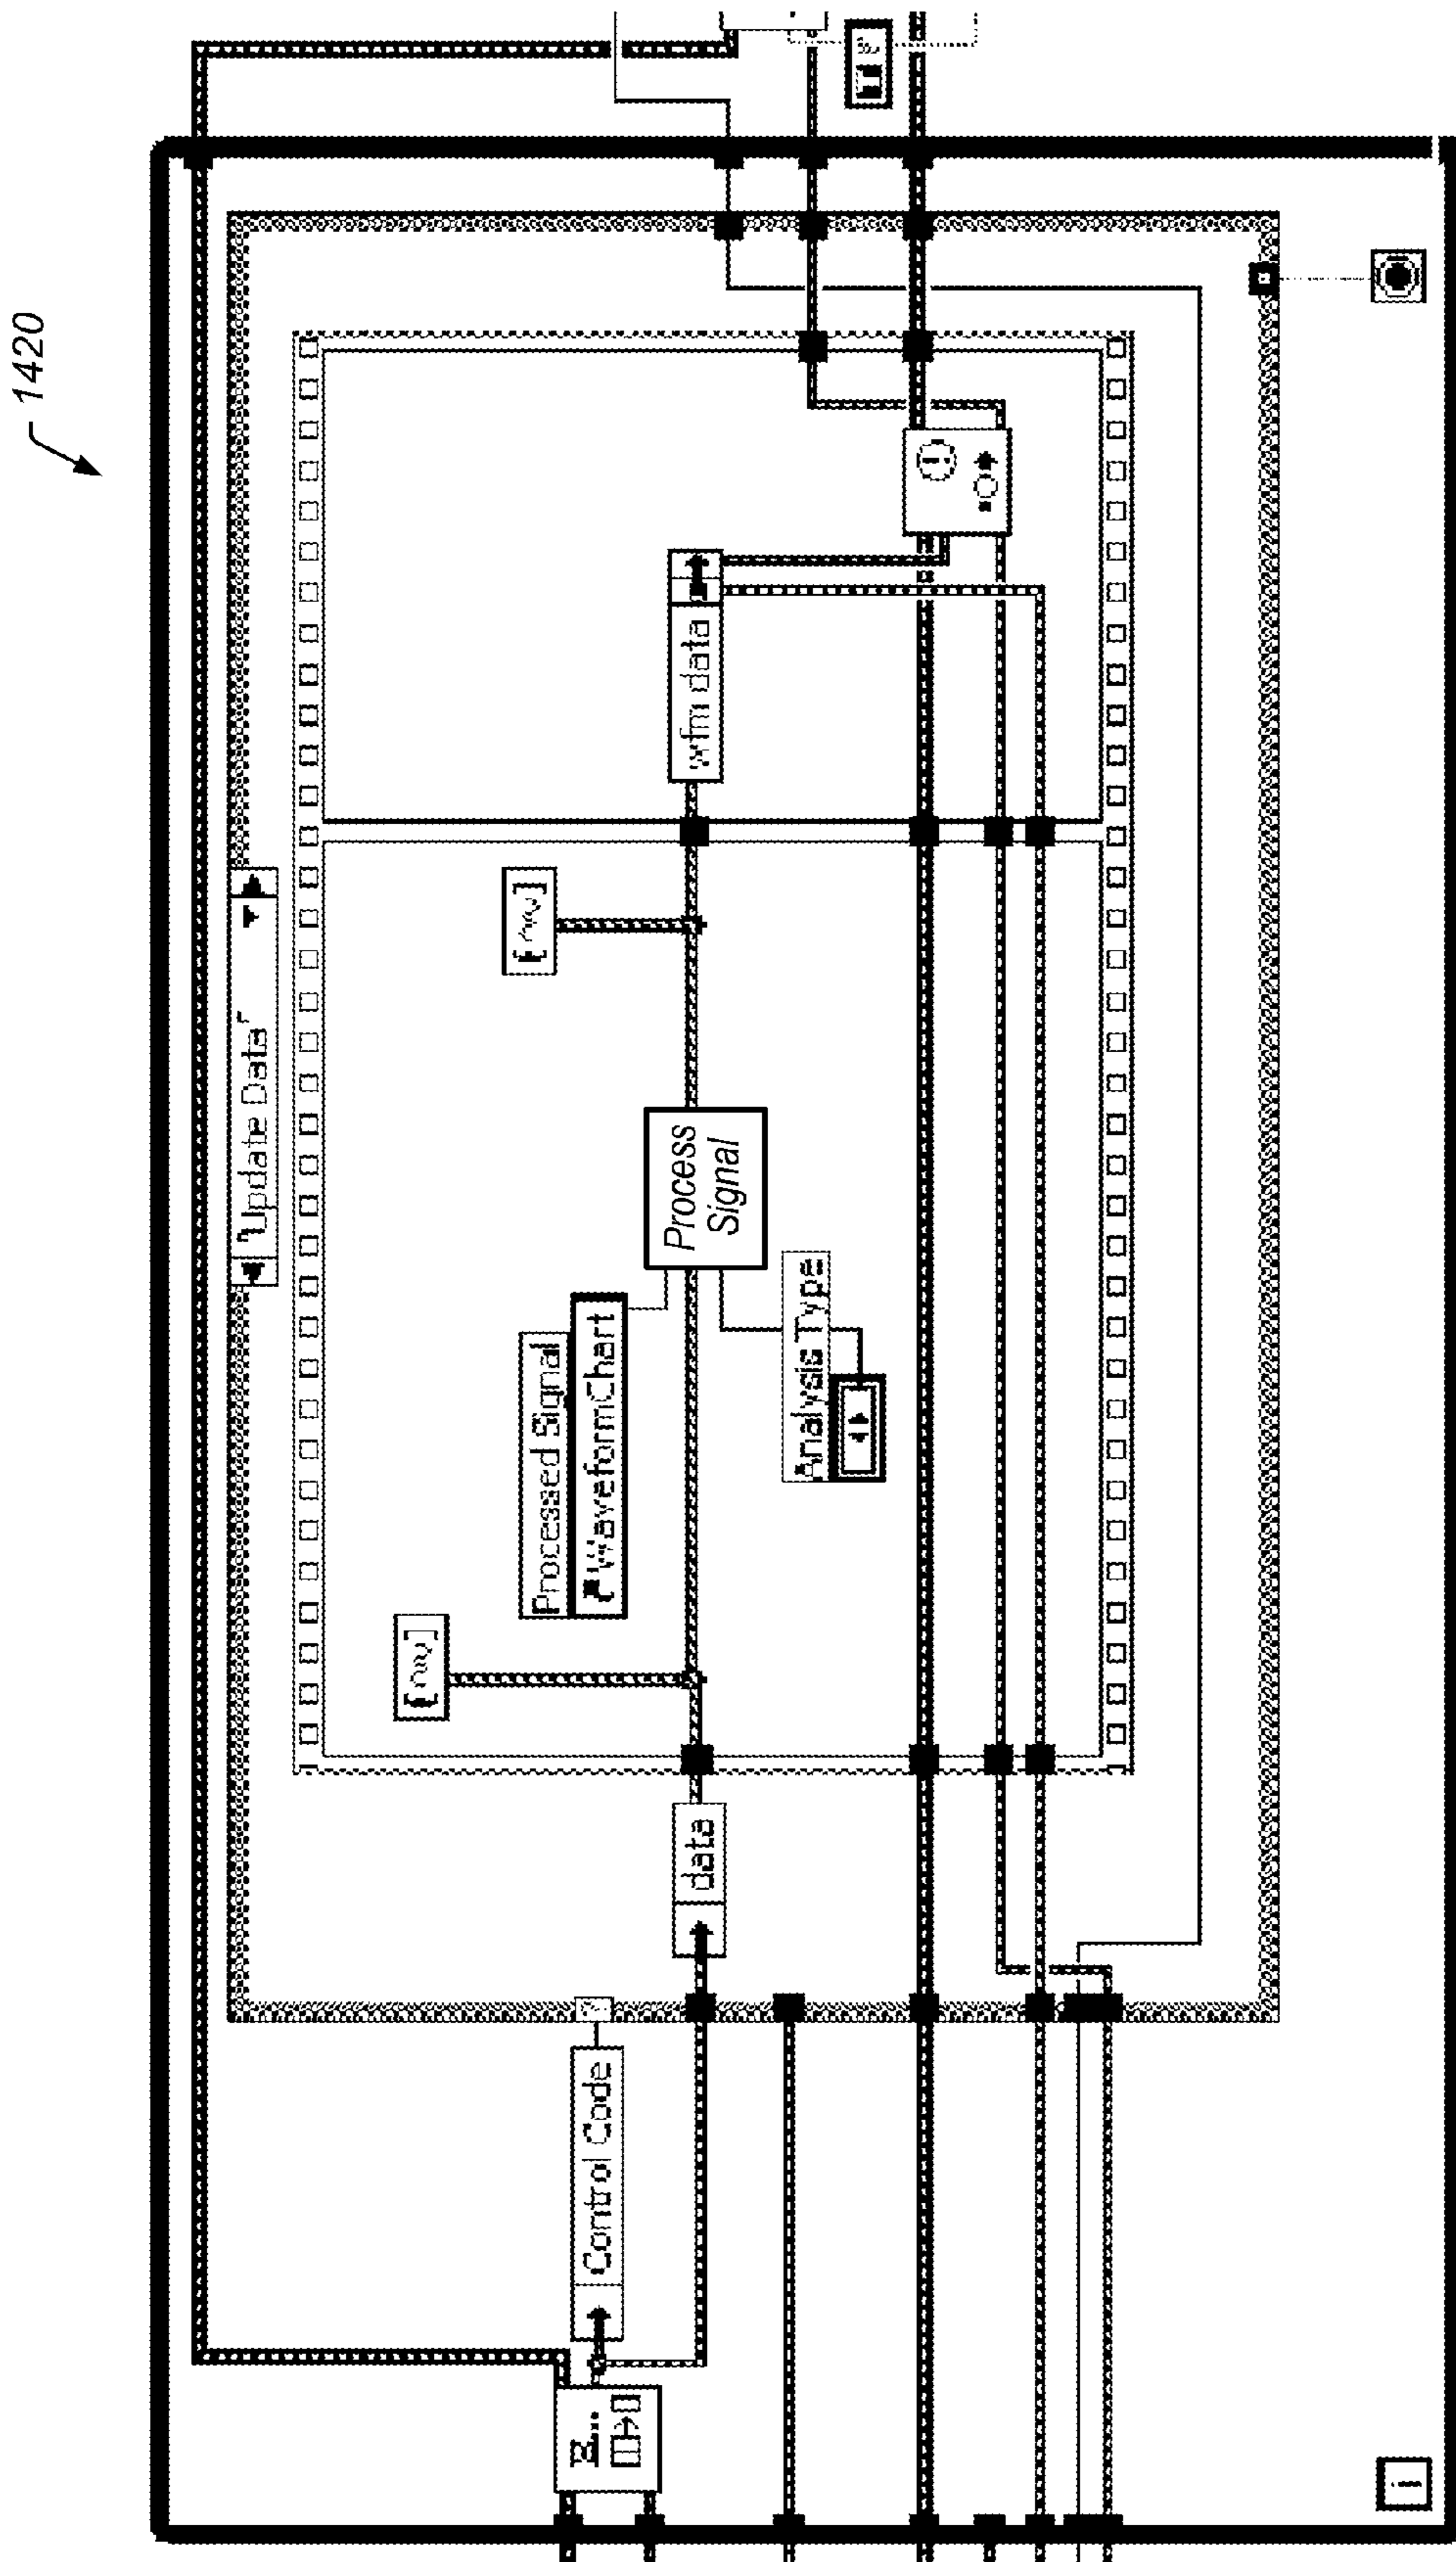 1420
"Update Data"
Processed Signal
WaveformChart
Process
Signal
Analysis Type
Control Code
data
wfm data
i